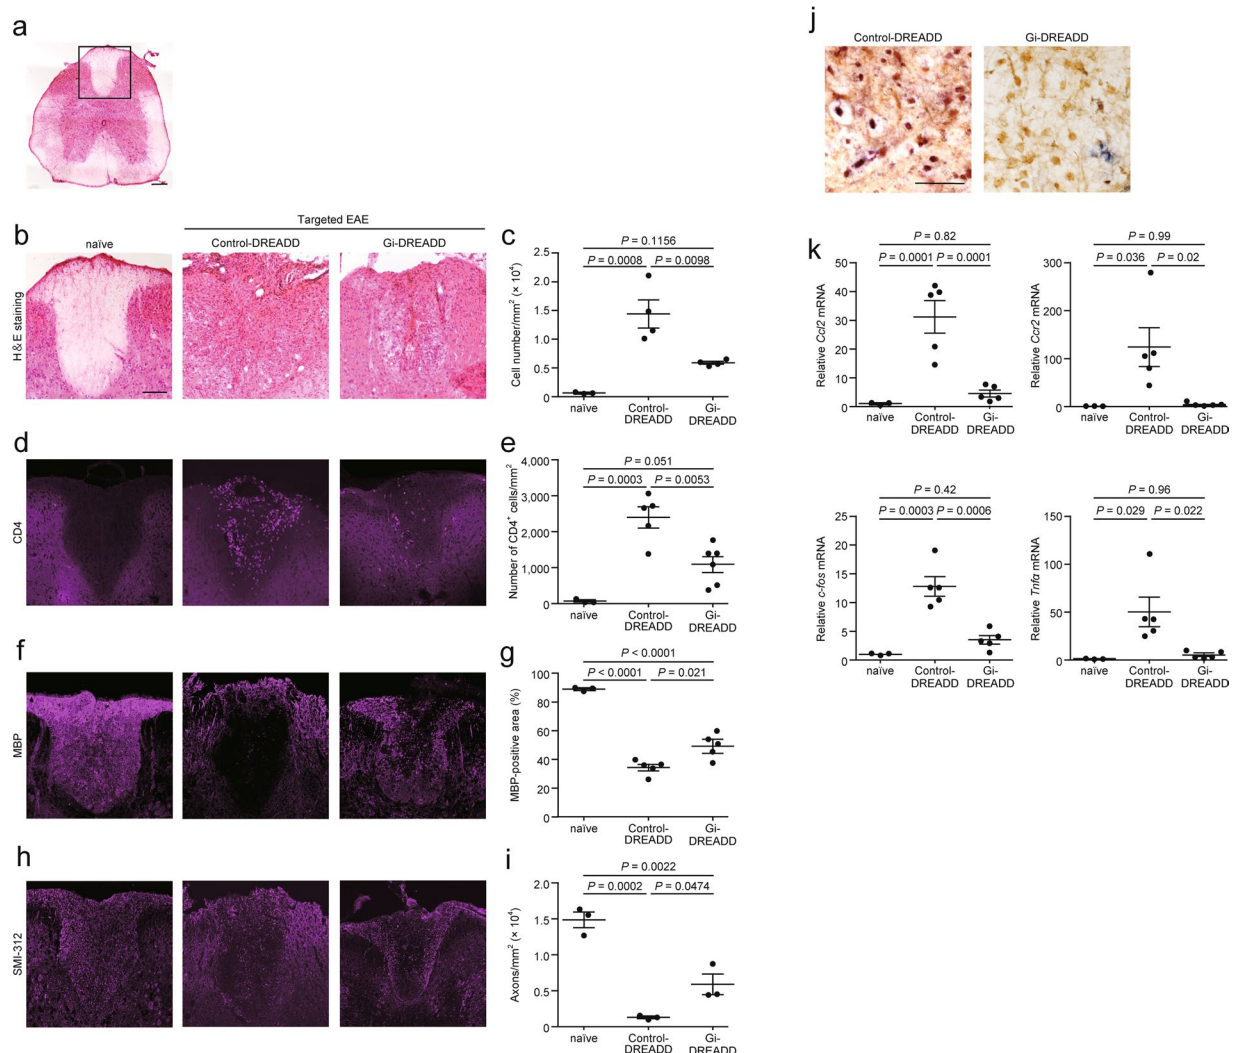 a
b
Targeted EAE
naïve
Control-DREADD
Gi-DREADD
H & E staining
c
P = 0.1156
P = 0.0008
P = 0.0098
Cell number/mm² (× 10⁴)
2.5
2.0
1.5
1.0
0.5
0
naïve
Control-
DREADD
Gi-
DREADD
d
CD4
e
P = 0.051
P = 0.0003
P = 0.0053
Number of CD4⁺ cells/mm²
4,000
3,000
2,000
1,000
0
naïve
Control-
DREADD
Gi-
DREADD
f
MBP
g
P < 0.0001
P < 0.0001
P = 0.021
MBP-positive area (%)
100
80
60
40
20
0
naïve
Control-
DREADD
Gi-
DREADD
h
SMI-312
i
P = 0.0022
P = 0.0002
P = 0.0474
Axons/mm² (× 10⁴)
2.0
1.5
1.0
0.5
0
naïve
Control-
DREADD
Gi-
DREADD
j
Control-DREADD
Gi-DREADD
k
P = 0.82
P = 0.0001
P = 0.0001
Relative Ccl2 mRNA
50
40
30
20
10
0
naïve
Control-
DREADD
Gi-
DREADD
P = 0.99
P = 0.036
P = 0.02
Relative Ccr2 mRNA
300
200
100
0
naïve
Control-
DREADD
Gi-
DREADD
P = 0.42
P = 0.0003
P = 0.0006
Relative c-fos mRNA
25
20
15
10
5
0
naïve
Control-
DREADD
Gi-
DREADD
P = 0.96
P = 0.029
P = 0.022
Relative Tnfα mRNA
150
100
50
0
naïve
Control-
DREADD
Gi-
DREADD